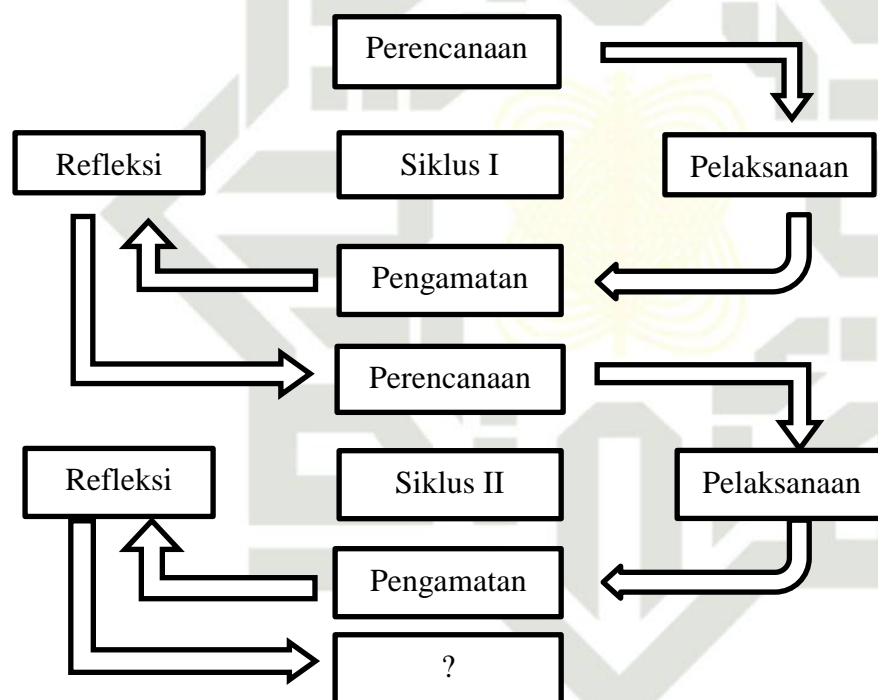 Perencanaan
Refleksi
Siklus I
Pelaksanaan
Pengamatan
Perencanaan
Refleksi
Siklus II
Pelaksanaan
Pengamatan
?